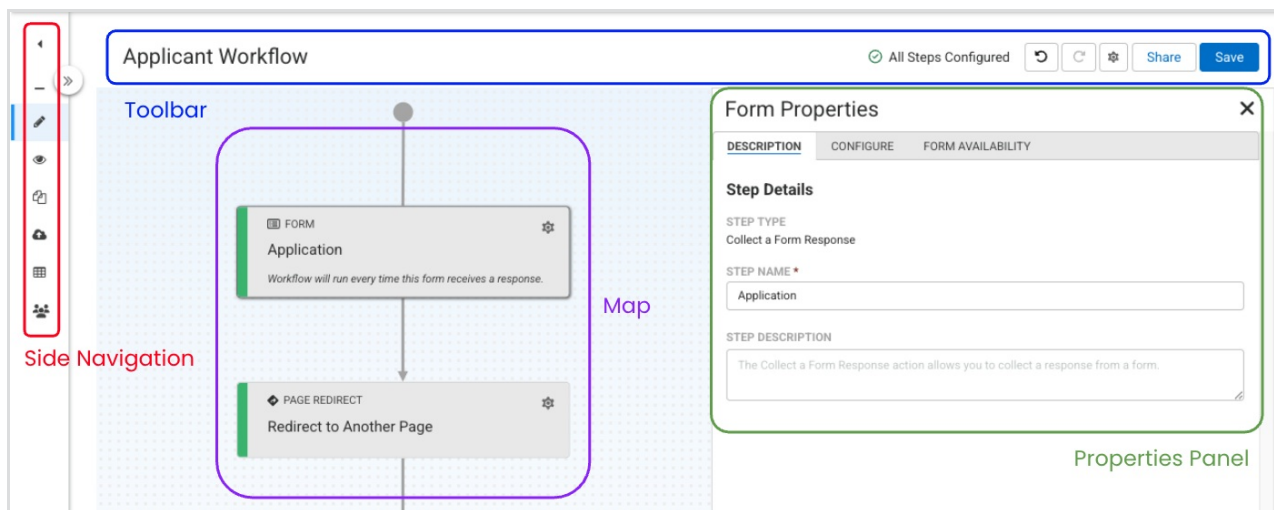 Applicant Workflow
All Steps Configured
Share
Save
Toolbar
Form Properties
DESCRIPTION
CONFIGURE
FORM AVAILABILITY
Step Details
STEP TYPE
Collect a Form Response
STEP NAME *
Application
STEP DESCRIPTION
The Collect a Form Response action allows you to collect a response from a form.
Properties Panel
FORM
Application
Workflow will run every time this form receives a response.
Map
Side Navigation
PAGE REDIRECT
Redirect to Another Page